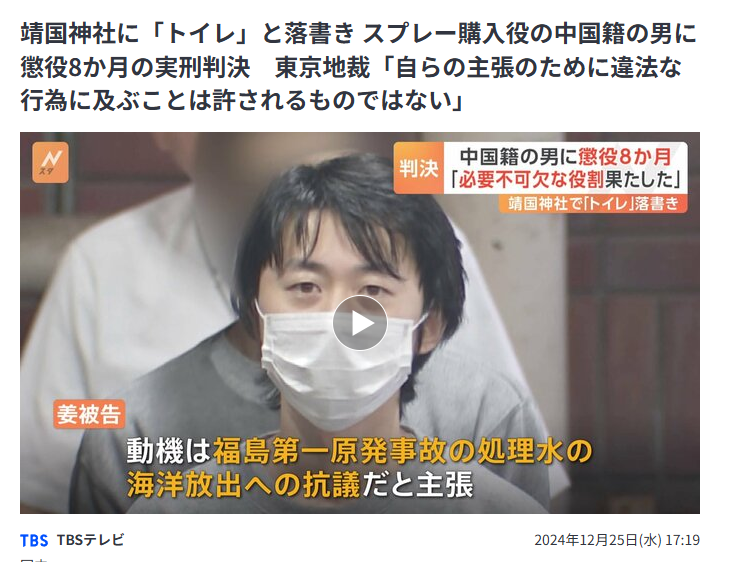 靖国神社に「トイレ」と落書き スプレー購入役の中国籍の男に
懲役8か月の実刑判決　東京地裁「自らの主張のために違法な
行為に及ぶことは許されるものではない」
N
スタ
判決
中国籍の男に懲役8か月
「必要不可欠な役割果たした」
靖国神社で「トイレ」落書き
姜被告
動機は福島第一原発事故の処理水の
海洋放出への抗議だと主張
TBS TBSテレビ
2024年12月25日(水) 17:19